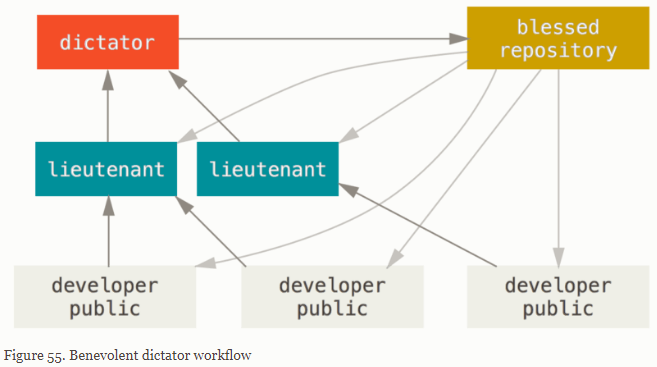 dictator
blessed
repository
lieutenant
lieutenant
developer
public
developer
public
developer
public
Figure 55. Benevolent dictator workflow